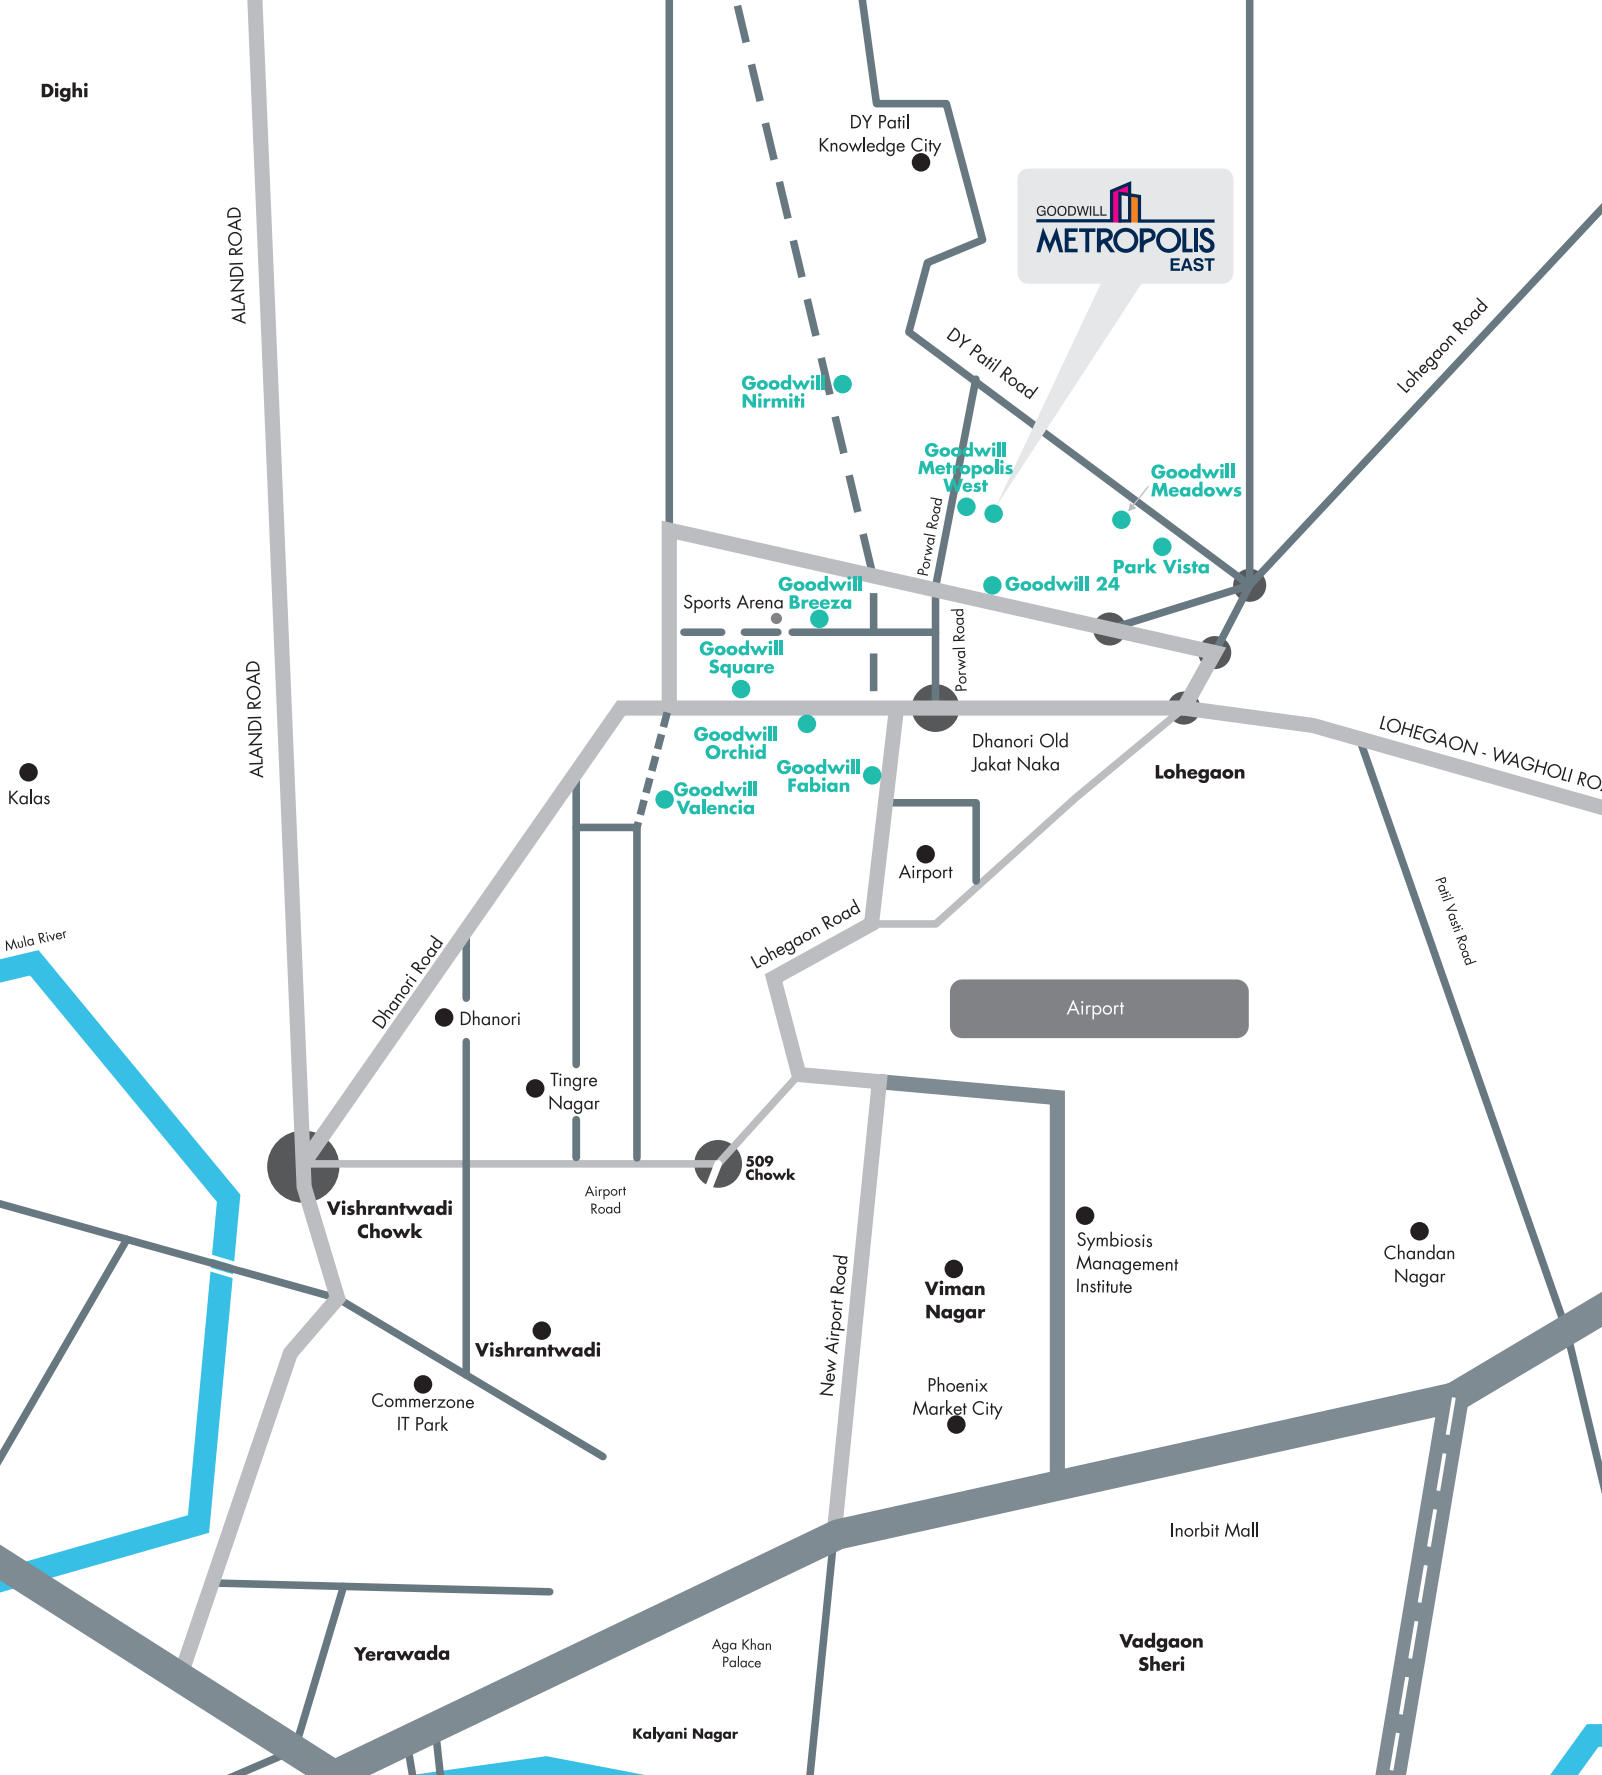 Dighi
DY Patil
Knowledge City
GOODWILL
METROPOLIS
EAST
ALANDI ROAD
Lohegaon Road
DY Patil Road
Goodwill
Nirmiti
Goodwill
Metropolis
West
Goodwill
Meadows
Porwal Road
Park Vista
Goodwill 24
Goodwill
Breeza
Sports Arena
Porwal Road
Goodwill
Square
ALANDI ROAD
Goodwill
Orchid
Dhanori Old
Jakat Naka
LOHEGAON - WAGHOLI RO
Lohegaon
Goodwill
Fabian
Goodwill
Valencia
Kalas
Airport
Patil Vasti Road
Mula River
Lohegaon Road
Dhanori Road
Airport
Dhanori
Tingre
Nagar
509
Chowk
Airport
Road
Vishrantwadi
Chowk
Symbiosis
Management
Institute
Chandan
Nagar
Viman
Nagar
New Airport Road
Vishrantwadi
Commerzone
IT Park
Phoenix
Market City
Inorbit Mall
Yerawada
Aga Khan
Palace
Vadgaon
Sheri
Kalyani Nagar